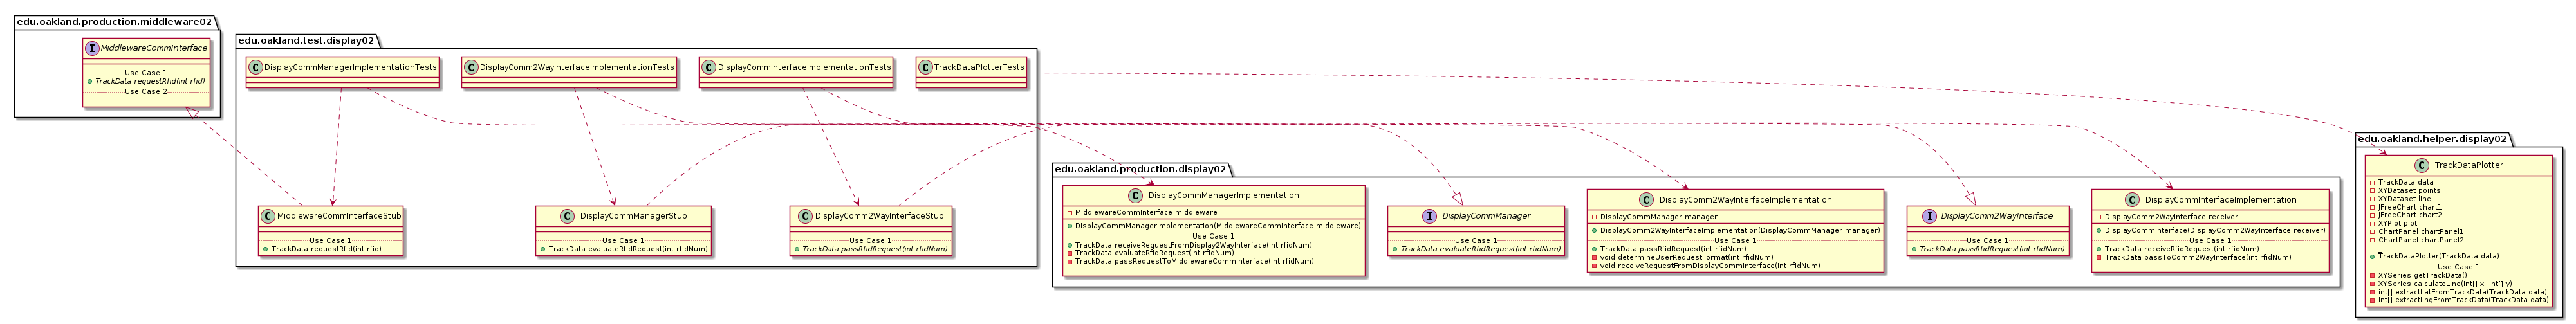 edu.oakland.production.middleware02
I MiddlewareCommInterface
Use Case 1
TrackData requestRfid(int rfid)
Use Case 2
edu.oakland.test.display02
C DisplayCommManagerImplementationTests
C DisplayComm2WayInterfaceImplementationTests
C DisplayCommInterfaceImplementationTests
C TrackDataPlotterTests
C MiddlewareCommInterfaceStub
Use Case 1
TrackData requestRfid(int rfid)
C DisplayCommManagerStub
Use Case 1
TrackData evaluateRfidRequest(int rfidNum)
C DisplayComm2WayInterfaceStub
Use Case 1
TrackData passRfidRequest(int rfidNum)
edu.oakland.production.display02
C DisplayCommManagerImplementation
MiddlewareCommInterface middleware
DisplayCommManagerImplementation(MiddlewareCommInterface middleware)
Use Case 1
TrackData receiveRequestFromDisplay2WayInterface(int rfidNum)
TrackData evaluateRfidRequest(int rfidNum)
TrackData passRequestToMiddlewareCommInterface(int rfidNum)
I DisplayCommManager
Use Case 1
TrackData evaluateRfidRequest(int rfidNum)
C DisplayComm2WayInterfaceImplementation
DisplayCommManager manager
DisplayComm2WayInterfaceImplementation(DisplayCommManager manager)
Use Case 1
TrackData passRfidRequest(int rfidNum)
void determineUserRequestFormat(int rfidNum)
void receiveRequestFromDisplayCommInterface(int rfidNum)
I DisplayComm2WayInterface
Use Case 1
TrackData passRfidRequest(int rfidNum)
C DisplayCommInterfaceImplementation
DisplayComm2WayInterface receiver
DisplayCommInterface(DisplayComm2WayInterface receiver)
Use Case 1
TrackData receiveRfidRequest(int rfidNum)
TrackData passToComm2WayInterface(int rfidNum)
edu.oakland.helper.display02
C TrackDataPlotter
TrackData data
XYDataset points
XYDataset line
JFreeChart chart1
JFreeChart chart2
XYPlot plot
ChartPanel chartPanel1
ChartPanel chartPanel2
TrackDataPlotter(TrackData data)
Use Case 1
XYSeries getTrackData()
XYSeries calculateLine(int[] x, int[] y)
int[] extractLatFromTrackData(TrackData data)
int[] extractLngFromTrackData(TrackData data)